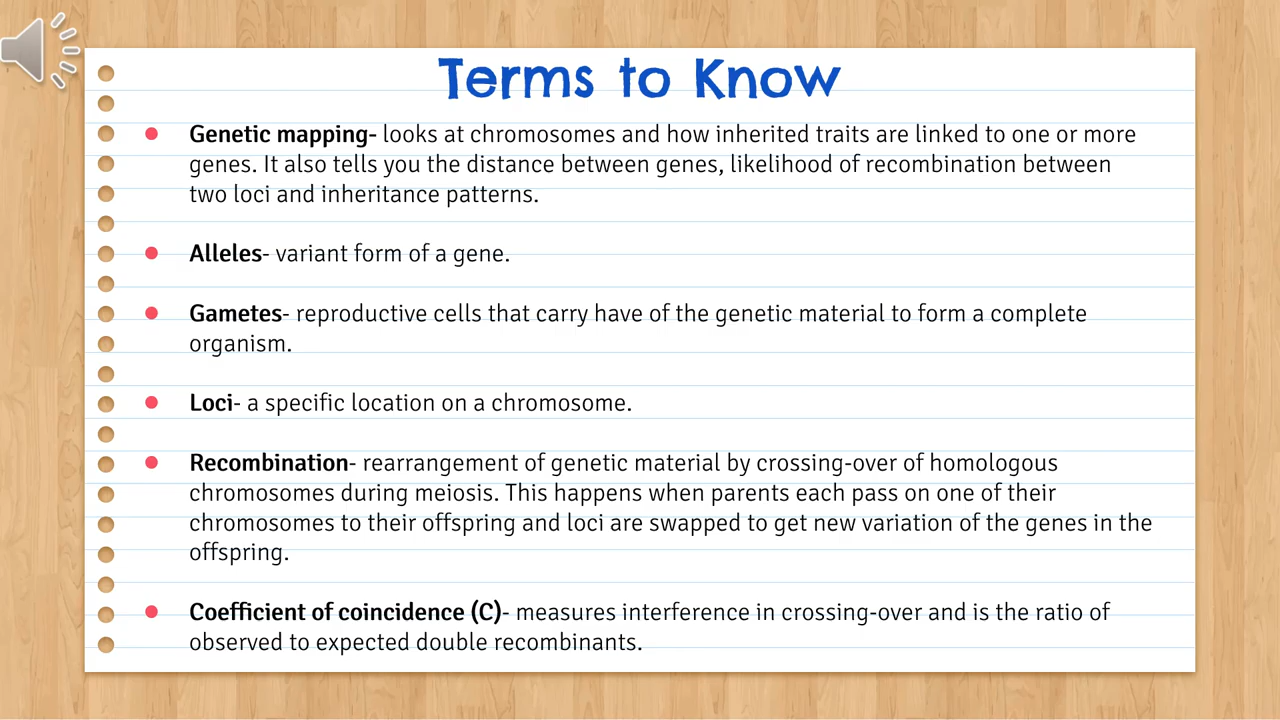 Terms to Know
Genetic mapping- looks at chromosomes and how inherited traits are linked to one or more
genes. It also tells you the distance between genes, likelihood of recombination between
two loci and inheritance patterns.
Alleles- variant form of a gene.
Gametes- reproductive cells that carry have of the genetic material to form a complete
organism.
Loci- a specific location on a chromosome.
Recombination- rearrangement of genetic material by crossing-over of homologous
chromosomes during meiosis. This happens when parents each pass on one of their
chromosomes to their offspring and loci are swapped to get new variation of the genes in the
offspring.
Coefficient of coincidence (C)- measures interference in crossing-over and is the ratio of
observed to expected double recombinants.